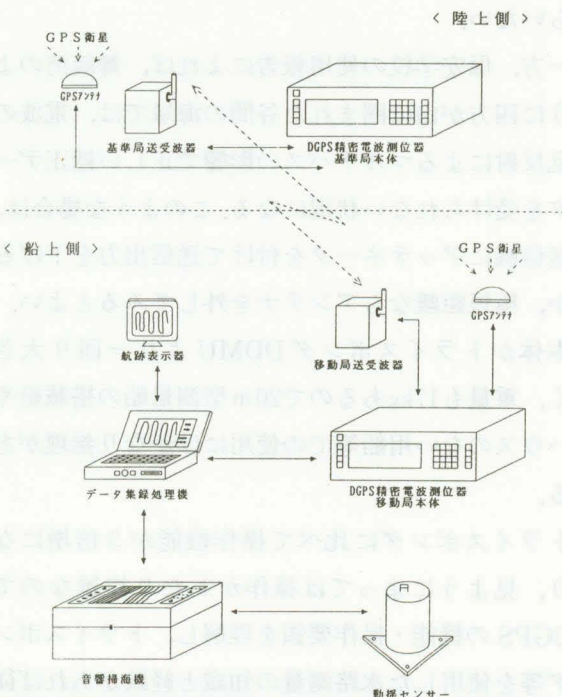 〈陸上側〉
GPS衛星
GPSアンテナ
基準局送受波器
DGPS精密電波測位器
基準局本体
〈船上側〉
GPS衛星
GPSアンテナ
航跡表示器
移動局送受波器
データ集録処理機
DGPS精密電波測位器
移動局本体
音響掃海機
動揺センサー